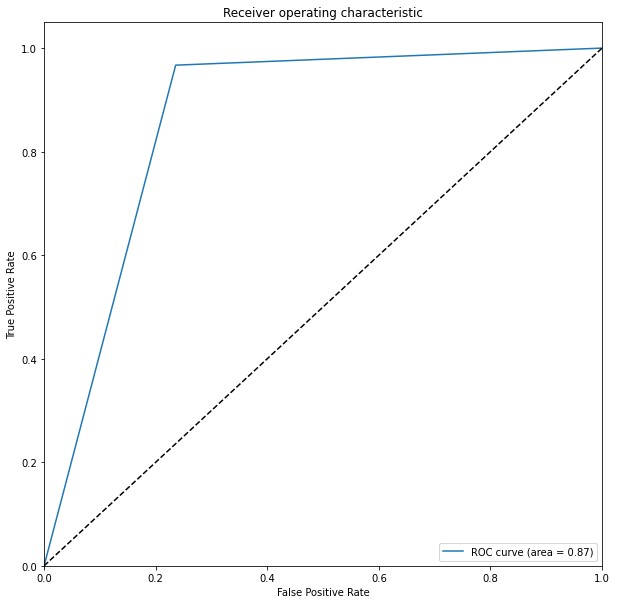 Receiver operating characteristic
1.0
0.8
0.6
0.4
0.2
0.0
True Positive Rate
0.0 0.2 0.4 0.6 0.8 1.0
False Positive Rate
ROC curve (area = 0.87)